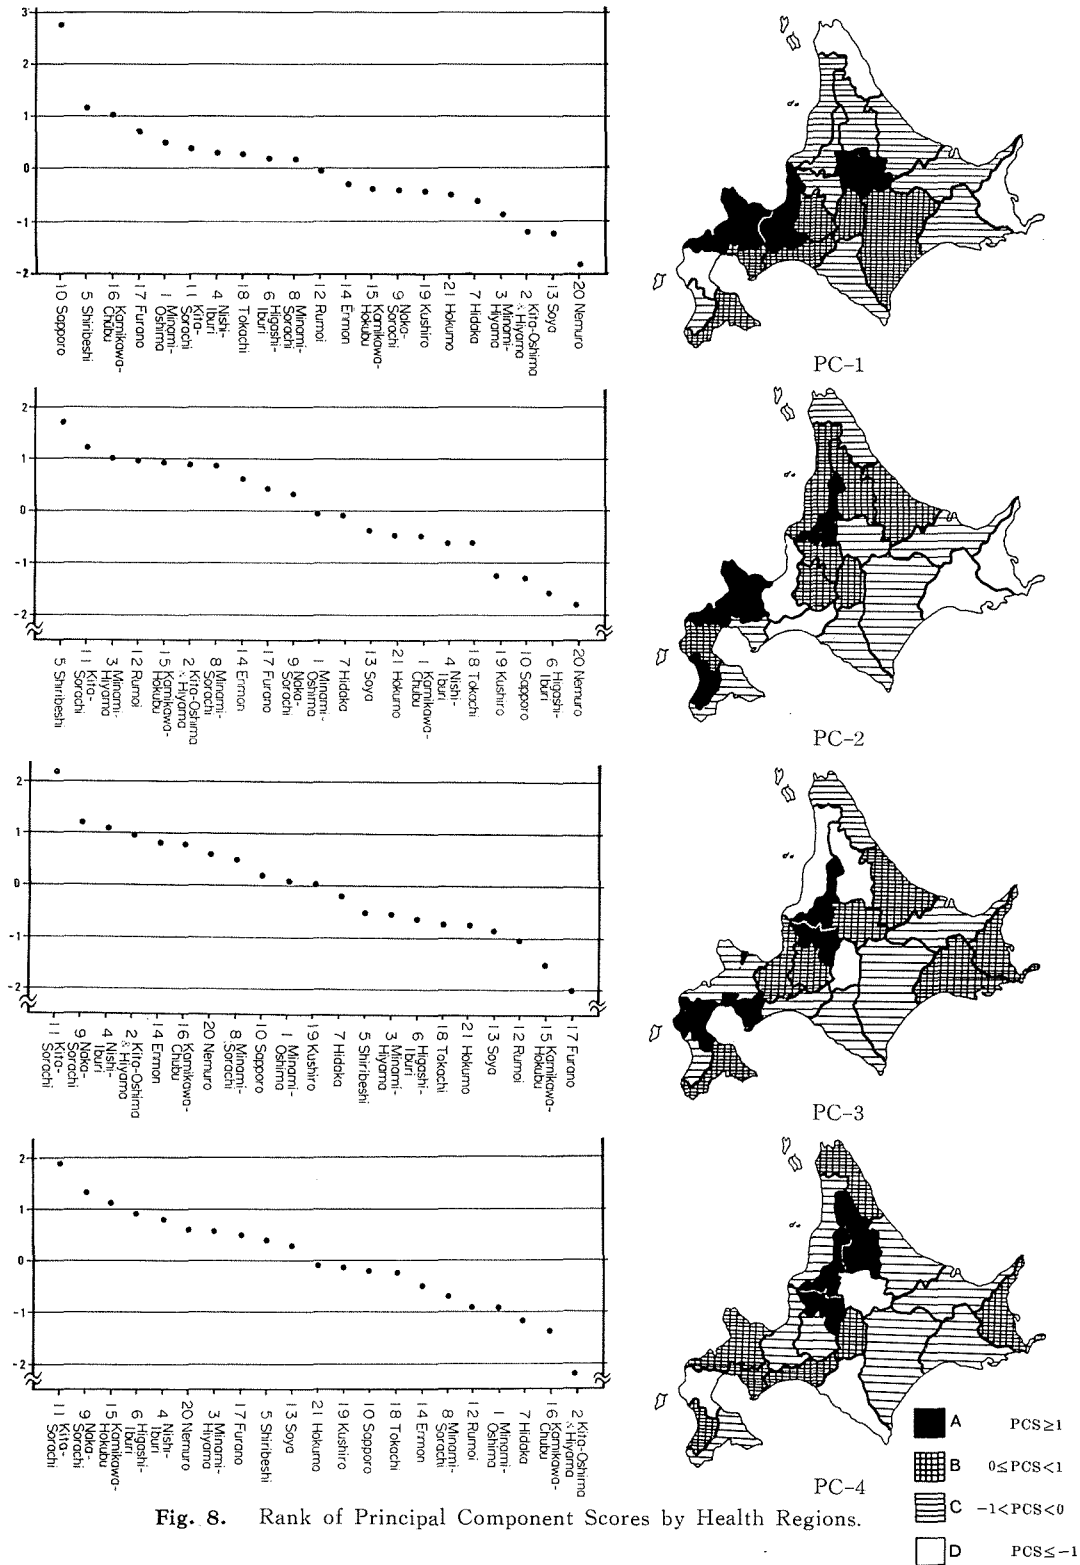 3
2
1
0
-1
-2
10 Sapporo
5 Shiribeshi
16 Kamikawa-Chubu
17 Furano
1 Minami-Oshima
11 Kita-Sorachi
4 Nishi-Iburi
18 Tokachi
6 Higashi-Iburi
8 Minami-Sorachi
12 Rumoi
14 Enmon
15 Kamikawa-Hokubu
9 Naka-Sorachi
19 Kushiro
21 Hokumo
7 Hidaka
3 Minami-Hiyama
2 Kita-Oshima & Hiyama
13 Soya
20 Nemuro
PC-1
2
1
0
-1
-2
5 Shiribeshi
11 Kita-Sorachi
3 Minami-Hiyama
12 Rumoi
15 Kamikawa-Hokubu
2 Kita-Oshima & Hiyama
8 Minami-Sorachi
14 Enmon
17 Furano
9 Naka-Sorachi
1 Minami-Oshima
7 Hidaka
13 Soya
21 Hokumo
1 Kamikawa-Chubu
4 Nishi-Iburi
18 Tokachi
19 Kushiro
10 Sapporo
6 Higashi-Iburi
20 Nemuro
PC-2
2
1
0
-1
-2
11 Kita-Sorachi
9 Naka-Sorachi
4 Nishi-Iburi
2 Kita-Oshima & Hiyama
14 Enmon
16 Kamikawa-Chubu
20 Nemuro
8 Minami-Sorachi
10 Sapporo
1 Minami-Oshima
19 Kushiro
7 Hidaka
5 Shiribeshi
3 Minami-Hiyama
6 Higashi-Iburi
18 Tokachi
21 Hokumo
13 Soya
12 Rumoi
15 Kamikawa-Hokubu
17 Furano
PC-3
2
1
0
-1
-2
11 Kita-Sorachi
9 Naka-Sorachi
15 Kamikawa-Hokubu
6 Higashi-Iburi
4 Nishi-Iburi
20 Nemuro
3 Minami-Hiyama
17 Furano
5 Shiribeshi
13 Soya
21 Hokumo
19 Kushiro
10 Sapporo
18 Tokachi
14 Enmon
8 Minami-Sorachi
12 Rumoi
1 Minami-Oshima
7 Hidaka
16 Kamikawa-Chubu
2 Kita-Oshima & Hiyama
PC-4
A PCS≥1
B 0≤PCS<1
C -1<PCS<0
D PCS≤-1
Fig. 8. Rank of Principal Component Scores by Health Regions.